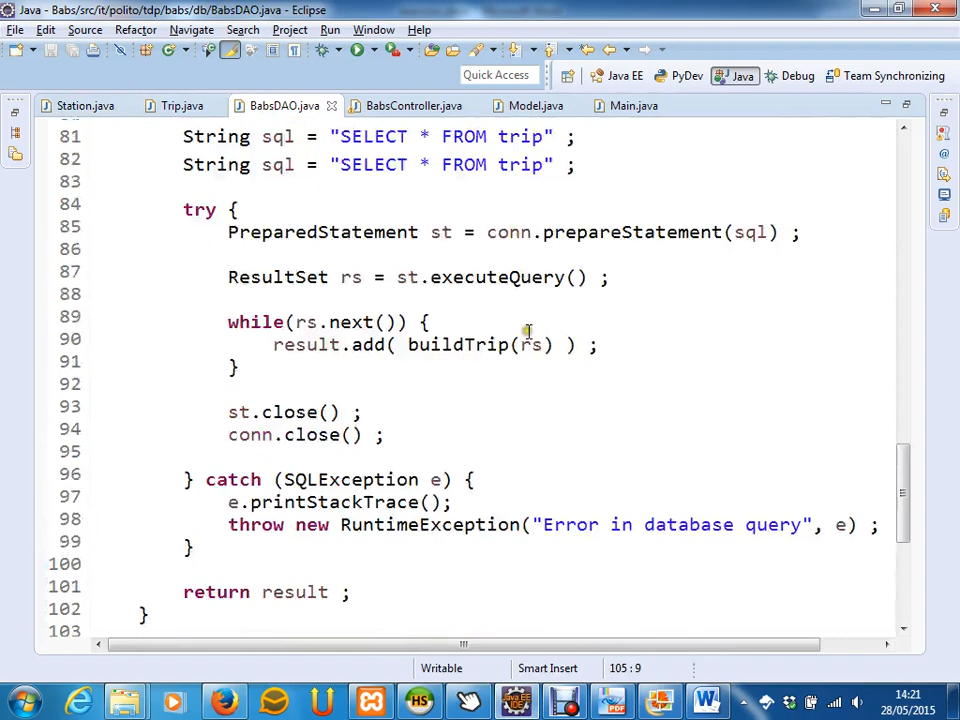 Java - Babs/src/it/polito/tdp/babs/db/BabsDAO.java - Eclipse
File Edit Source Refactor Navigate Search Project Run Window Help
Quick Access Java EE PyDev Java Debug Team Synchronizing
Station.java Trip.java BabsDAO.java BabsController.java Model.java Main.java
81 String sql = "SELECT * FROM trip" ;
82 String sql = "SELECT * FROM trip" ;
83
84 try {
85 PreparedStatement st = conn.prepareStatement(sql) ;
86
87 ResultSet rs = st.executeQuery() ;
88
89 while(rs.next()) {
90 result.add( buildTrip(rs) ) ;
91 }
92
93 st.close() ;
94 conn.close() ;
95
96 } catch (SQLException e) {
97 e.printStackTrace();
98 throw new RuntimeException("Error in database query", e) ;
99 }
100
101 return result ;
102 }
103
Writable Smart Insert 105 : 9
14:21
28/05/2015